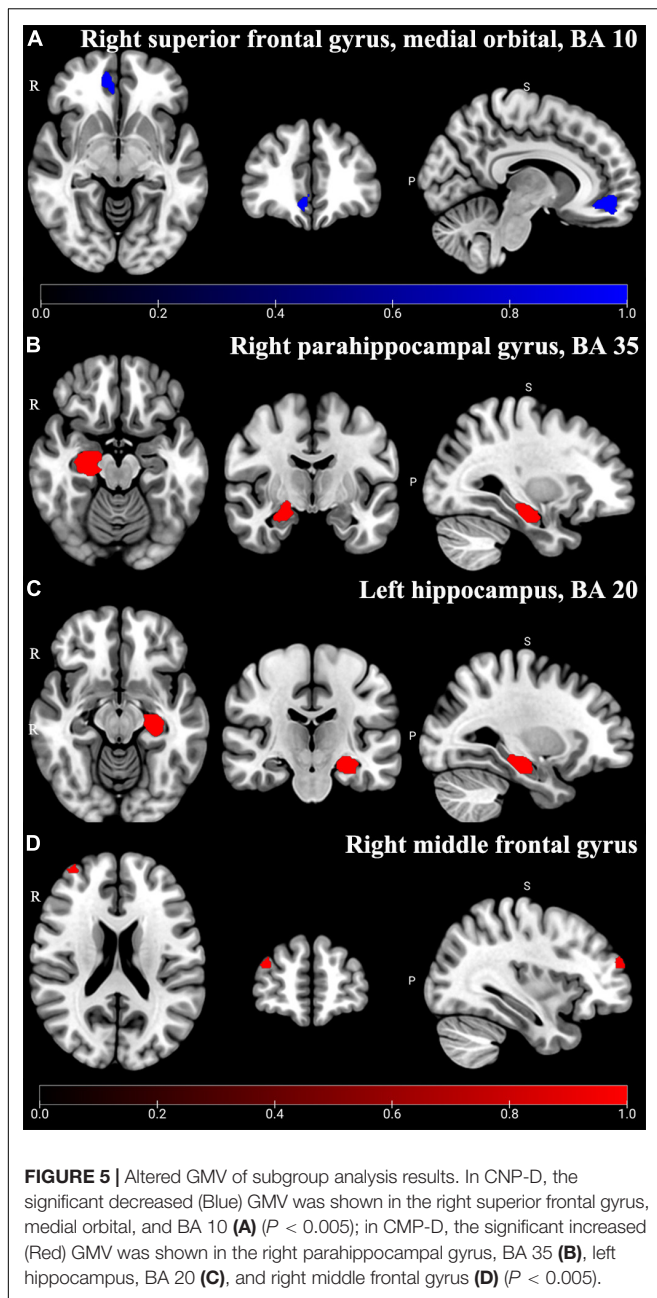 A
Right superior frontal gyrus, medial orbital, BA 10
R
S
P
0.0 0.2 0.4 0.6 0.8 1.0
B
Right parahippocampal gyrus, BA 35
R
S
P
C
Left hippocampus, BA 20
R
S
R
P
D
Right middle frontal gyrus
R
S
P
0.0 0.2 0.4 0.6 0.8 1.0
FIGURE 5 | Altered GMV of subgroup analysis results. In CNP-D, the
significant decreased (Blue) GMV was shown in the right superior frontal gyrus,
medial orbital, and BA 10 (A) (P < 0.005); in CMP-D, the significant increased
(Red) GMV was shown in the right parahippocampal gyrus, BA 35 (B), left
hippocampus, BA 20 (C), and right middle frontal gyrus (D) (P < 0.005).